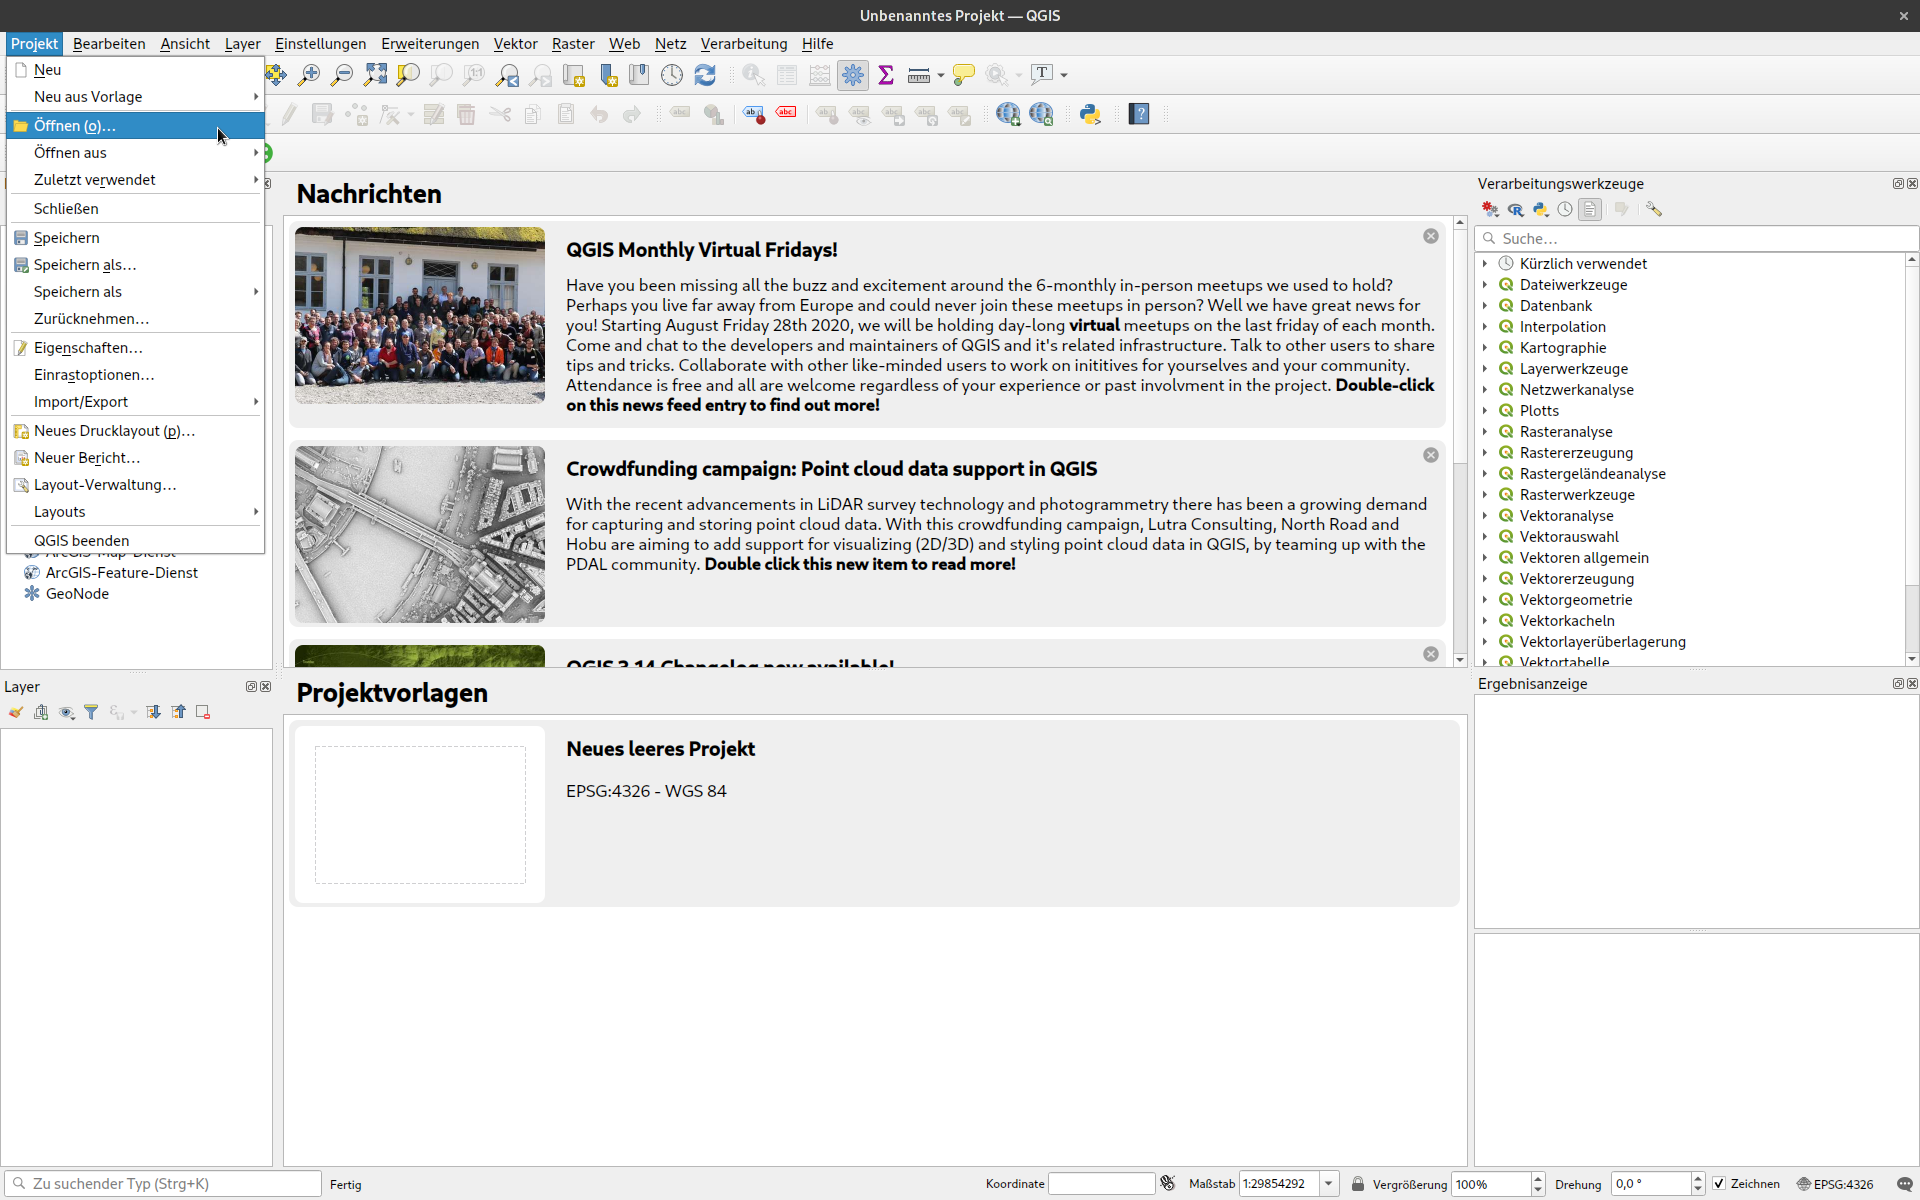 Unbenanntes Projekt — QGIS
Projekt Bearbeiten Ansicht Layer Einstellungen Erweiterungen Vektor Raster Web Netz Verarbeitung Hilfe
Neu
Neu aus Vorlage
Öffnen (o)...
Öffnen aus
Zuletzt verwendet
Schließen
Speichern
Speichern als...
Speichern als
Zurücknehmen...
Eigenschaften...
Einrastoptionen...
Import/Export
Neues Drucklayout (p)...
Neuer Bericht...
Layout-Verwaltung...
Layouts
QGIS beenden
ArcGIS-Map-Dienst
ArcGIS-Feature-Dienst
GeoNode
Layer
Nachrichten
QGIS Monthly Virtual Fridays!
Have you been missing all the buzz and excitement around the 6-monthly in-person meetups we used to hold?
Perhaps you live far away from Europe and could never join these meetups in person? Well we have great news for
you! Starting August Friday 28th 2020, we will be holding day-long virtual meetups on the last friday of each month.
Come and chat to the developers and maintainers of QGIS and it's related infrastructure. Talk to other users to share
tips and tricks. Collaborate with other like-minded users to work on inititives for yourselves and your community.
Attendance is free and all are welcome regardless of your experience or past involvment in the project. Double-click
on this news feed entry to find out more!
Crowdfunding campaign: Point cloud data support in QGIS
With the recent advancements in LiDAR survey technology and photogrammetry there has been a growing demand
for capturing and storing point cloud data. With this crowdfunding campaign, Lutra Consulting, North Road and
Hobu are aiming to add support for visualizing (2D/3D) and styling point cloud data in QGIS, by teaming up with the
PDAL community. Double click this new item to read more!
QGIS 3.14 Changelog now available!
Projektvorlagen
Neues leeres Projekt
EPSG:4326 - WGS 84
Verarbeitungswerkzeuge
Suche...
Kürzlich verwendet
Dateiwerkzeuge
Datenbank
Interpolation
Kartographie
Layerwerkzeuge
Netzwerkanalyse
Plotts
Rasteranalyse
Rastererzeugung
Rastergeländeanalyse
Rasterwerkzeuge
Vektoranalyse
Vektorauswahl
Vektoren allgemein
Vektorerzeugung
Vektorgeometrie
Vektorkacheln
Vektorlayerüberlagerung
Vektortabelle
Ergebnisanzeige
Zu suchender Typ (Strg+K) Fertig Koordinate Maßstab 1:29854292 Vergrößerung 100% Drehung 0,0 ° Zeichnen EPSG:4326